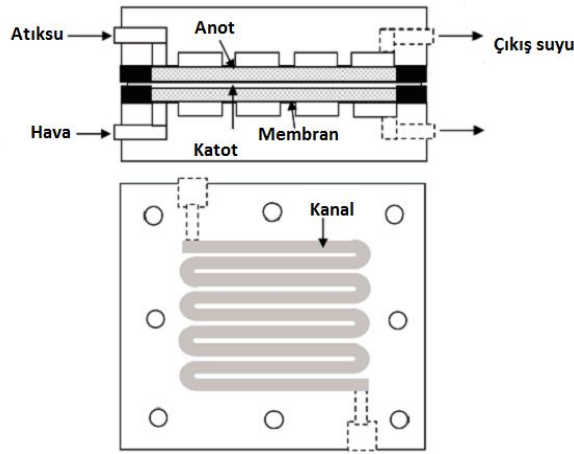 Atıksu
Anot
Çıkış suyu
Hava
Katot
Membran
Kanal